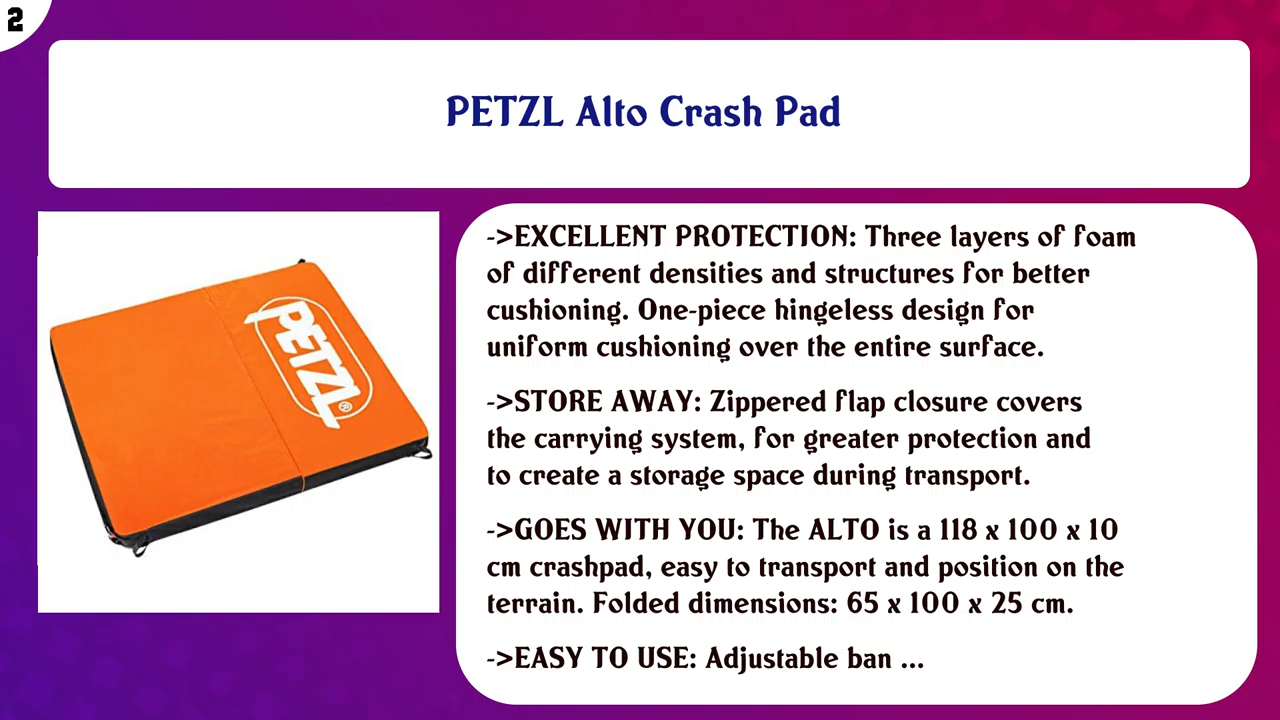 2
PETZL Alto Crash Pad
PETZL®
->EXCELLENT PROTECTION: Three layers of foam
of different densities and structures for better
cushioning. One-piece hingeless design for
uniform cushioning over the entire surface.
->STORE AWAY: Zippered flap closure covers
the carrying system, for greater protection and
to create a storage space during transport.
->GOES WITH YOU: The ALTO is a 118 x 100 x 10
cm crashpad, easy to transport and position on the
terrain. Folded dimensions: 65 x 100 x 25 cm.
->EASY TO USE: Adjustable ban ...